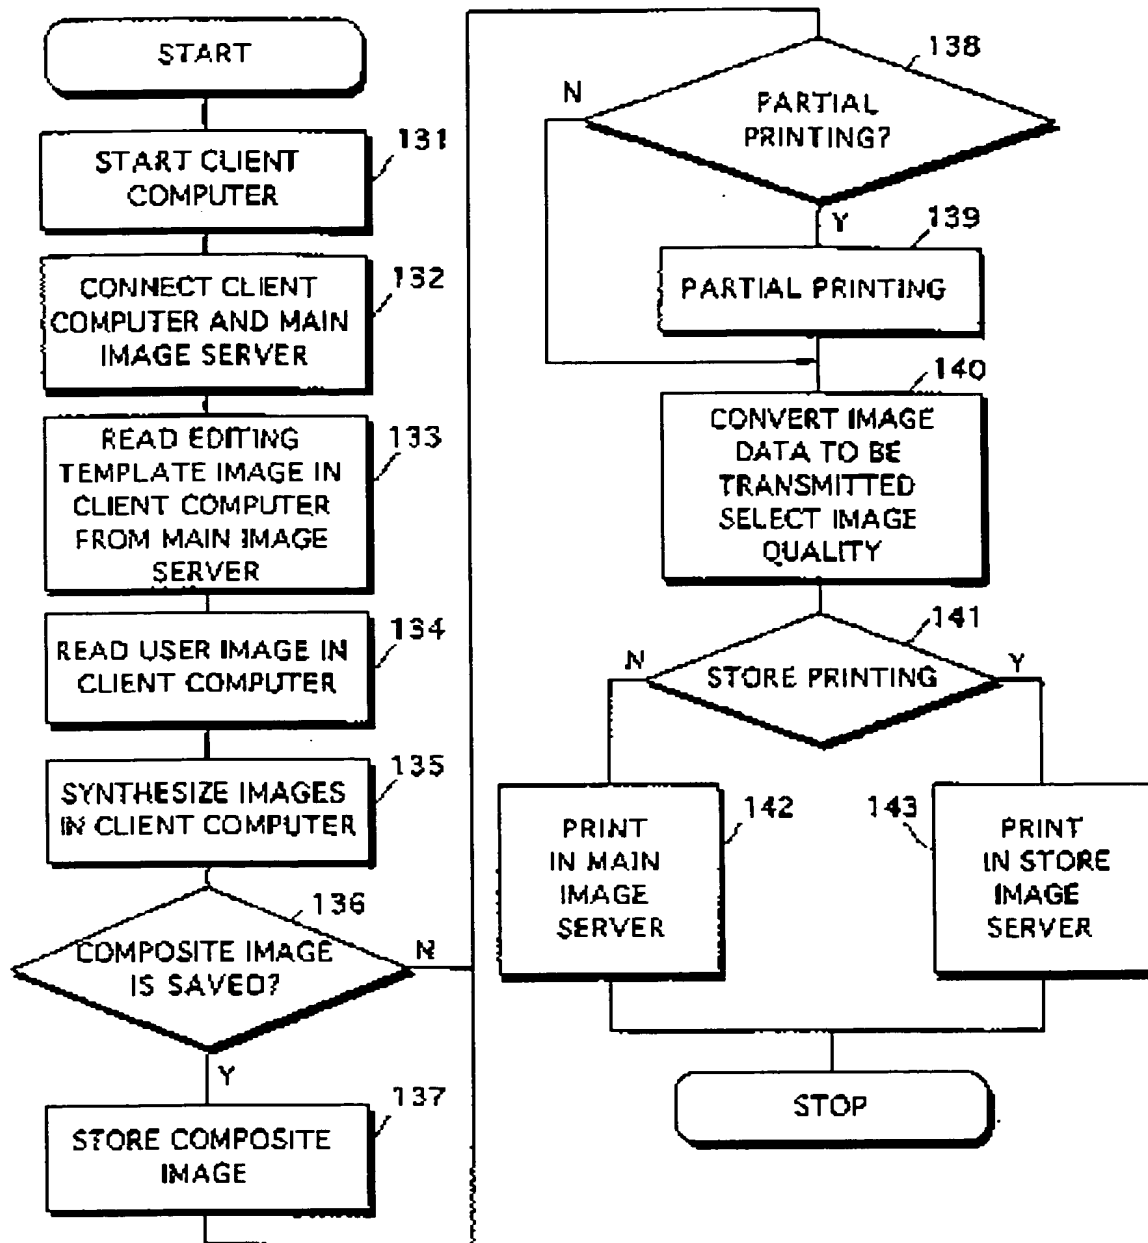 START
131
START CLIENT
COMPUTER
132
CONNECT CLIENT
COMPUTER AND MAIN
IMAGE SERVER
133
READ EDITING
TEMPLATE IMAGE IN
CLIENT COMPUTER
FROM MAIN IMAGE
SERVER
134
READ USER IMAGE IN
CLIENT COMPUTER
135
SYNTHESIZE IMAGES
IN CLIENT COMPUTER
136
COMPOSITE IMAGE
IS SAVED?
N
Y
137
STORE COMPOSITE
IMAGE
138
PARTIAL
PRINTING?
N
Y
139
PARTIAL PRINTING
140
CONVERT IMAGE
DATA TO BE
TRANSMITTED
SELECT IMAGE
QUALITY
141
STORE PRINTING
N
Y
142
PRINT
IN MAIN
IMAGE
SERVER
143
PRINT
IN STORE
IMAGE
SERVER
STOP